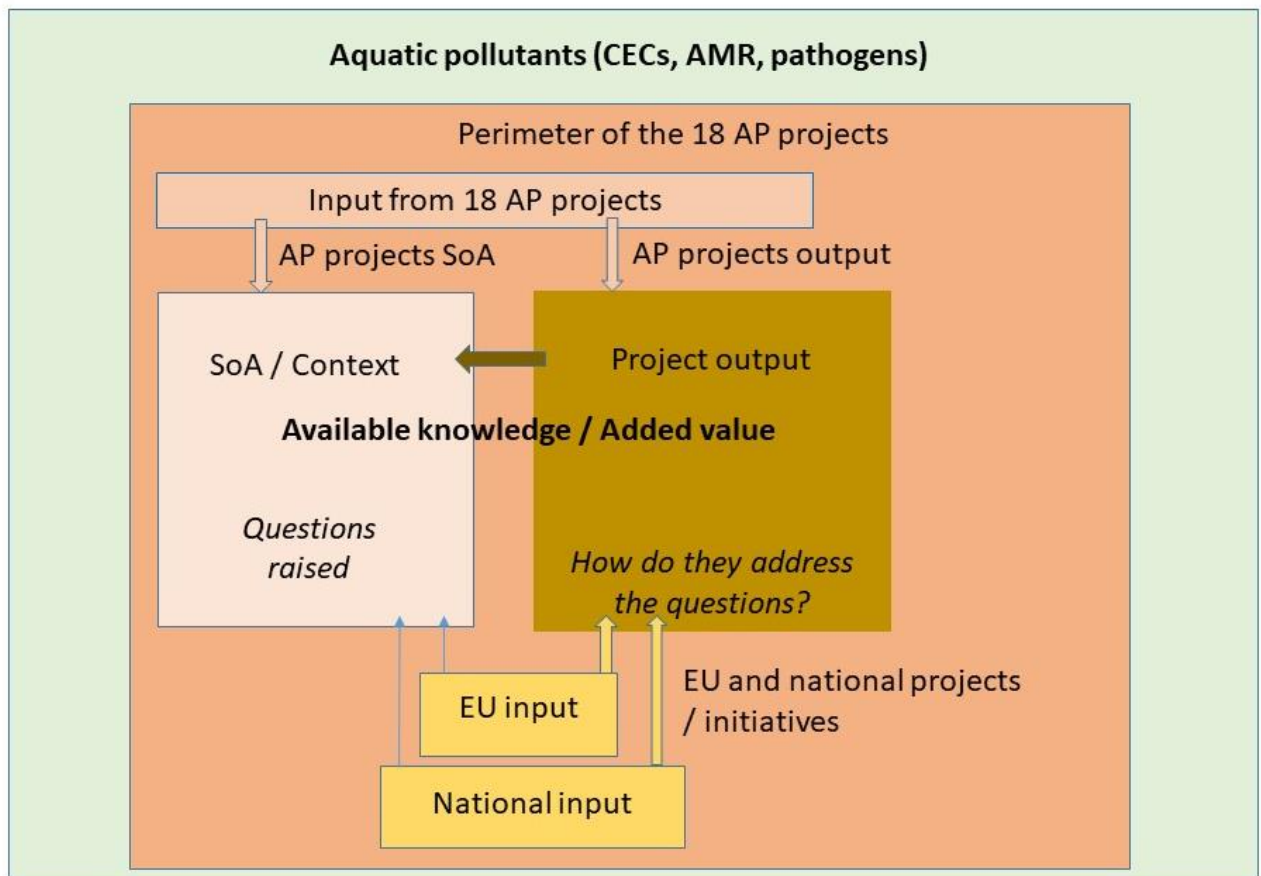 Aquatic pollutants (CECs, AMR, pathogens)
Perimeter of the 18 AP projects
Input from 18 AP projects
AP projects SoA
AP projects output
SoA / Context
Project output
Available knowledge / Added value
Questions
raised
How do they address
the questions?
EU input
EU and national projects
/ initiatives
National input